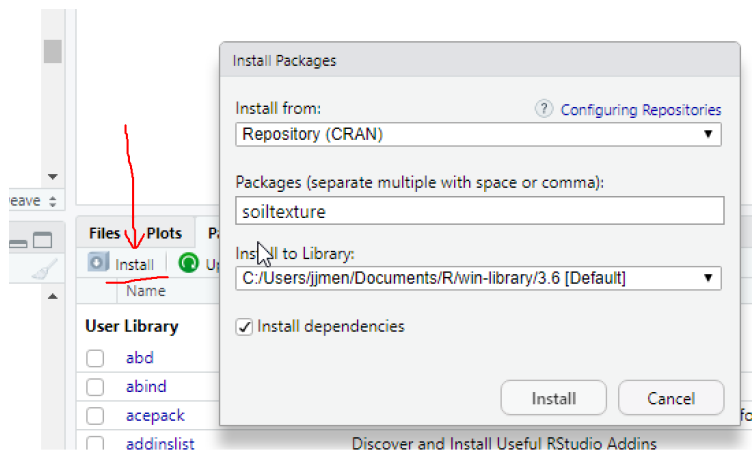 Install Packages
Install from:
Configuring Repositories
Repository (CRAN)
Packages (separate multiple with space or comma):
soiltexture
Install to Library:
C:/Users/jjmen/Documents/R/win-library/3.6 [Default]
Install dependencies
Install Cancel
Files Plots
Install
Name
User Library
abd
abind
acepack
addinslist Discover and Install Useful RStudio Addins